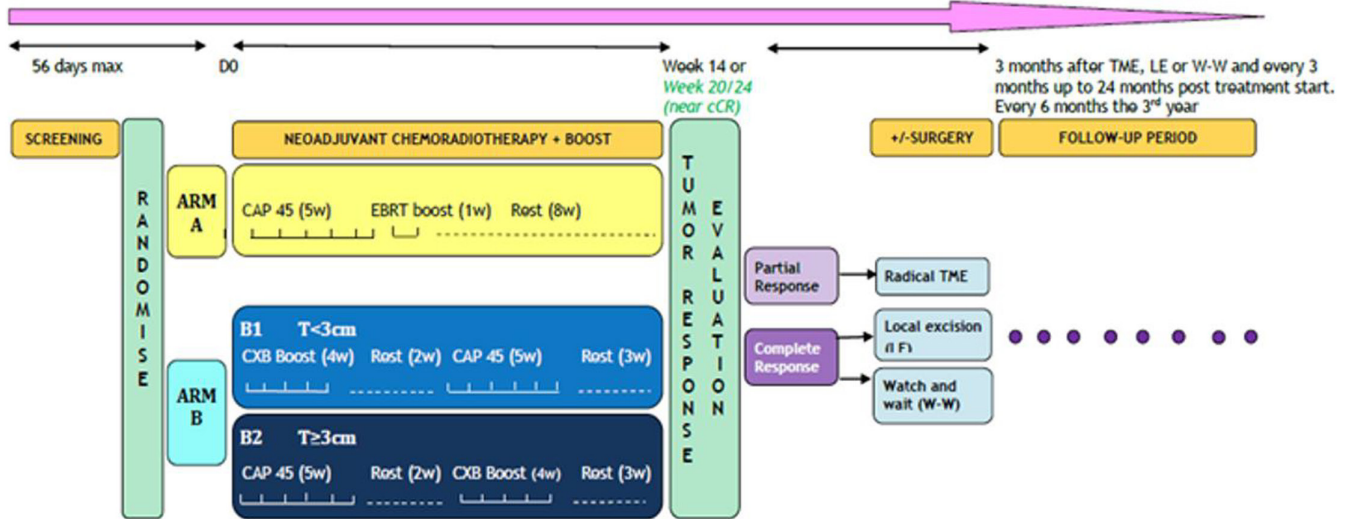 56 days max
D0
Week 14 or
Week 20/24
(near cCR)
3 months after TME, LE or W-W and every 3
months up to 24 months post treatment start.
Every 6 months the 3rd year
SCREENING
NEOADJUVANT CHEMORADIOTHERAPY + BOOST
+/-SURGERY
FOLLOW-UP PERIOD
RANDOMISE
ARM
A
CAP 45 (5w)
EBRT boost (1w)
Rest (8w)
ARM
B
B1 T<3cm
CXB Boost (4w)
Rest (2w)
CAP 45 (5w)
Rest (3w)
B2 T≥3cm
CAP 45 (5w)
Rest (2w)
CXB Boost (4w)
Rest (3w)
TUMOR RESPONSE
EVALUATION
Partial
Response
Radical TME
Complete
Response
Local excision
(LE)
Watch and
wait (W-W)